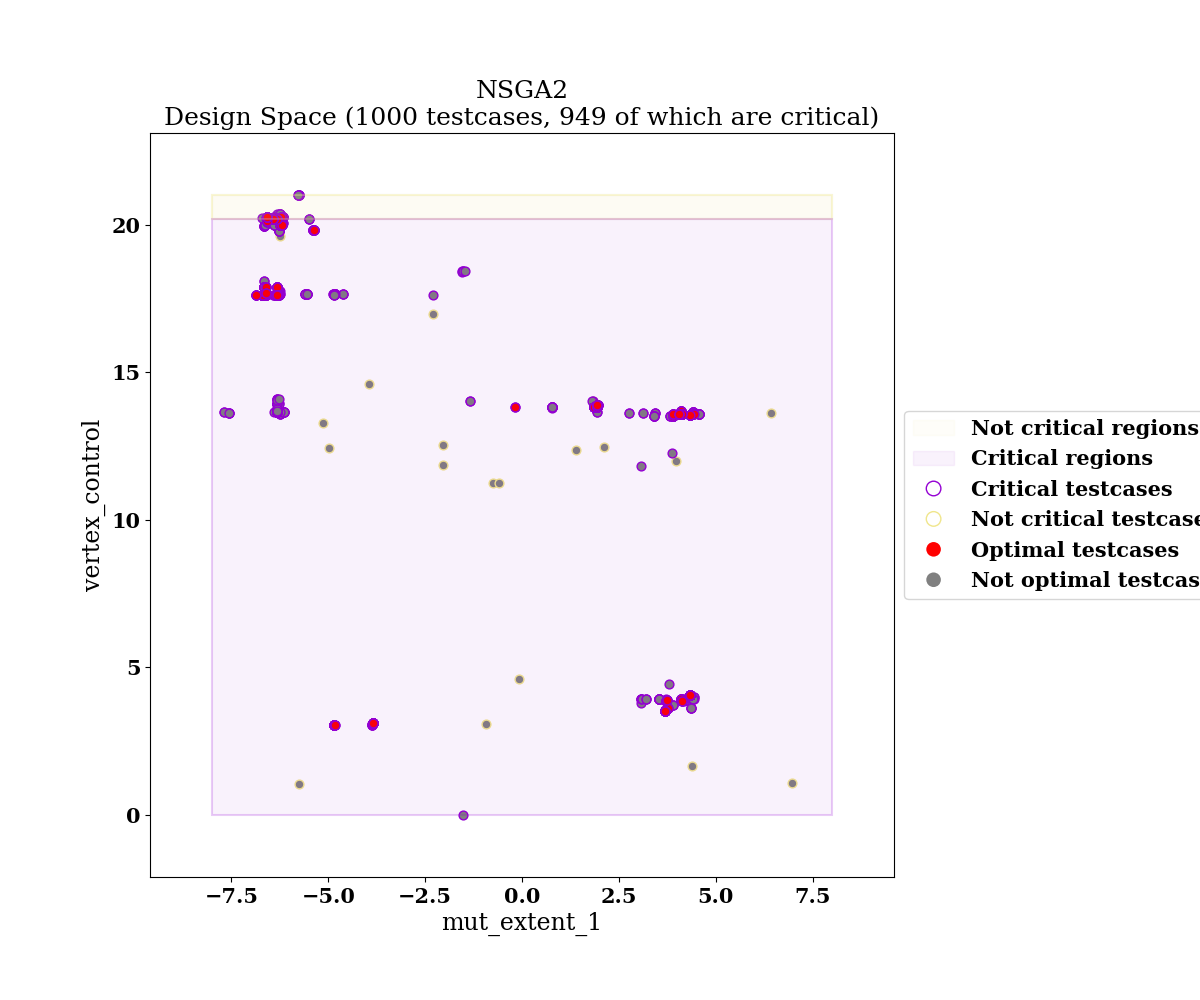 NSGA2
Design Space (1000 testcases, 949 of which are critical)
vertex_control
20
15
10
5
0
−7.5
−5.0
−2.5
0.0
2.5
5.0
7.5
mut_extent_1
Not critical regions
Critical regions
Critical testcases
Not critical testcase
Optimal testcases
Not optimal testcas